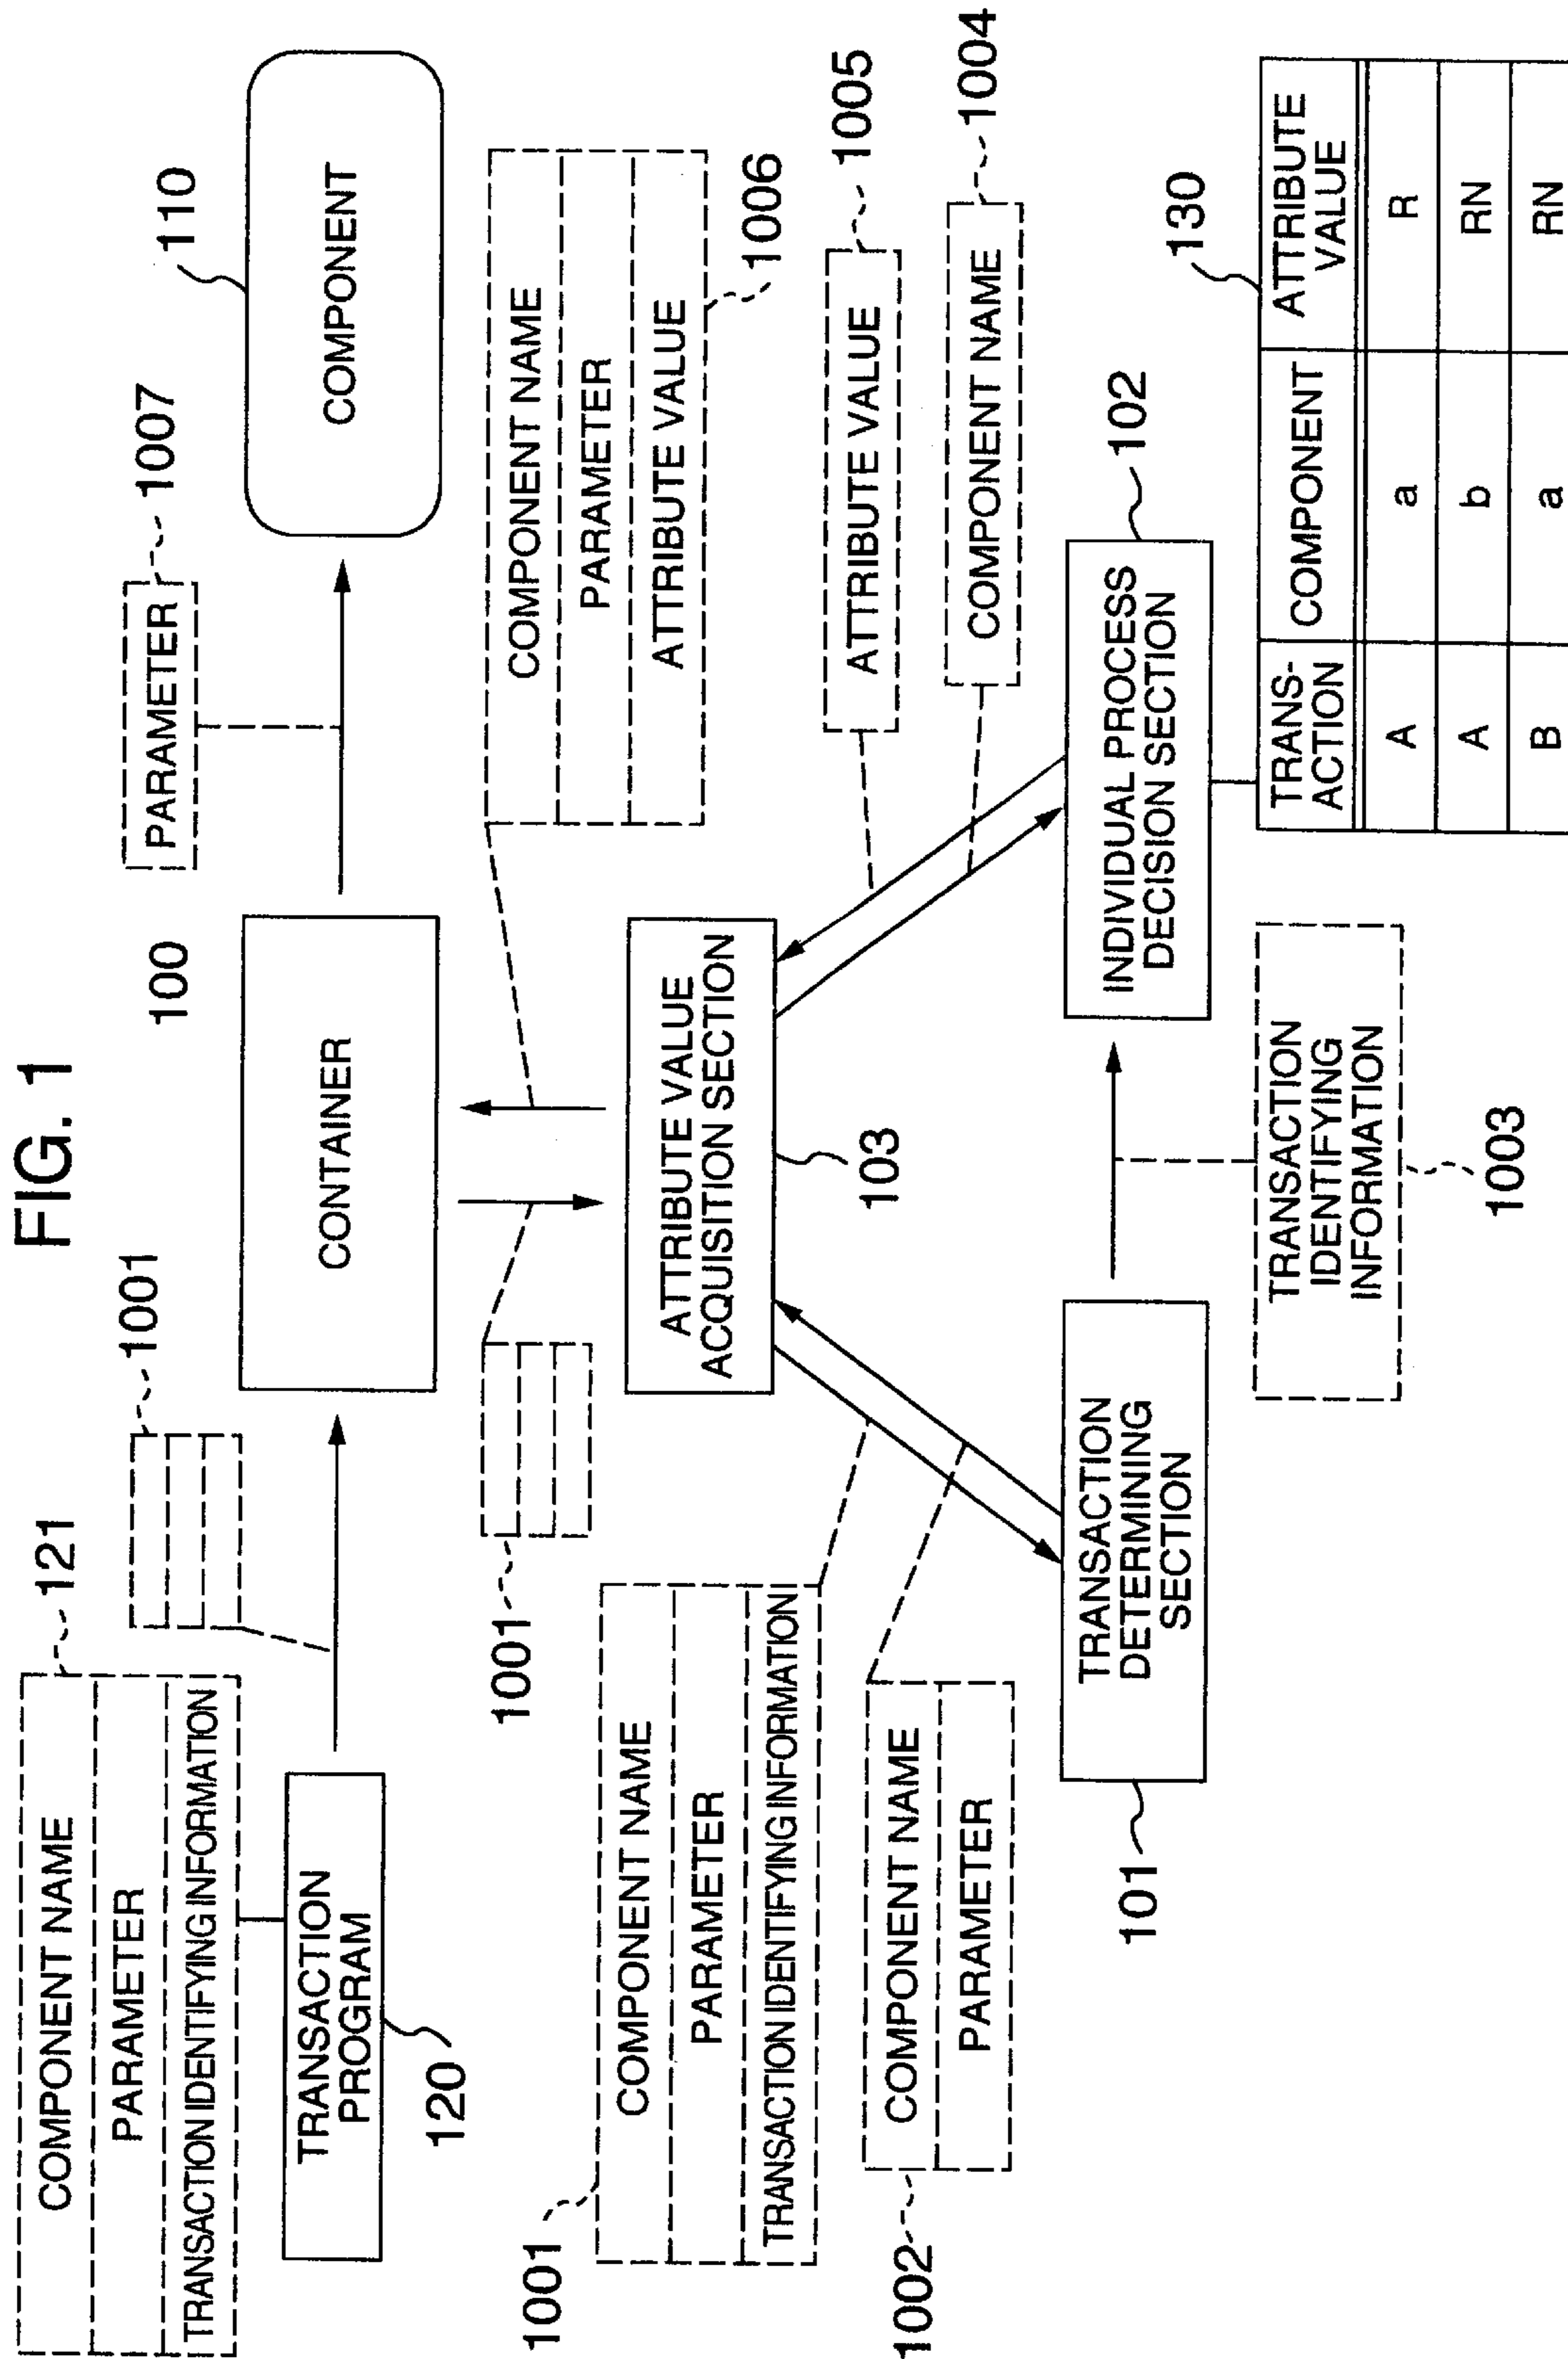 FIG. 1
COMPONENT NAME
PARAMETER
TRANSACTION IDENTIFYING INFORMATION
121
TRANSACTION
PROGRAM
120
1001
CONTAINER
100
PARAMETER
1007
COMPONENT
110
1001
COMPONENT NAME
PARAMETER
ATTRIBUTE VALUE
1006
1001
COMPONENT NAME
PARAMETER
TRANSACTION IDENTIFYING INFORMATION
ATTRIBUTE VALUE
ACQUISITION SECTION
103
ATTRIBUTE VALUE
1005
COMPONENT NAME
1004
1002
COMPONENT NAME
PARAMETER
TRANSACTION
DETERMINING
SECTION
101
TRANSACTION
IDENTIFYING
INFORMATION
1003
INDIVIDUAL PROCESS
DECISION SECTION
102
130
TRANS-
ACTION
COMPONENT
ATTRIBUTE
VALUE
A a R
A b RN
B a RN